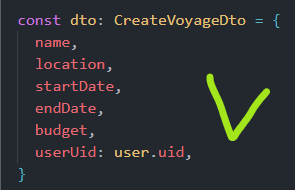 const dto: CreateVoyageDto = {
name,
location,
startDate,
endDate,
budget,
userUid: user.uid,
}